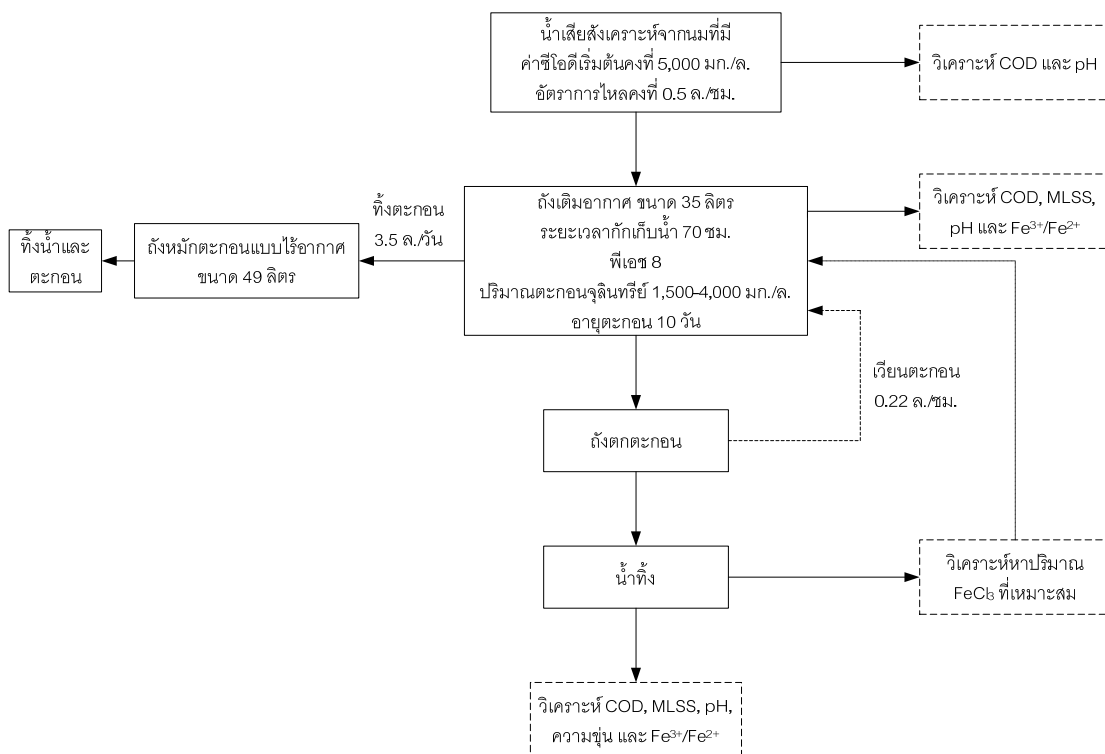 น้ำเสียสังเคราะห์จากนมที่มี
ค่าซีโอดีเริ่มต้นคงที่ 5,000 มก./ล.
อัตราการไหลคงที่ 0.5 ล./ชม.
วิเคราะห์ COD และ pH
ทิ้งน้ำและ
ตะกอน
ถังหมักตะกอนแบบไร้อากาศ
ขนาด 49 ลิตร
ทิ้งตะกอน
3.5 ล./วัน
ถังเติมอากาศ ขนาด 35 ลิตร
ระยะเวลากักเก็บน้ำ 70 ซม.
พีเอช 8
ปริมาณตะกอนจุลินทรีย์ 1,500-4,000 มก./ล.
อายุตะกอน 10 วัน
วิเคราะห์ COD, MLSS,
pH และ Fe³⁺/Fe²⁺
เวียนตะกอน
0.22 ล./ซม.
ถังตกตะกอน
น้ำทิ้ง
วิเคราะห์หาปริมาณ
FeCl₃ ที่เหมาะสม
วิเคราะห์ COD, MLSS, pH,
ความขุ่น และ Fe³⁺/Fe²⁺